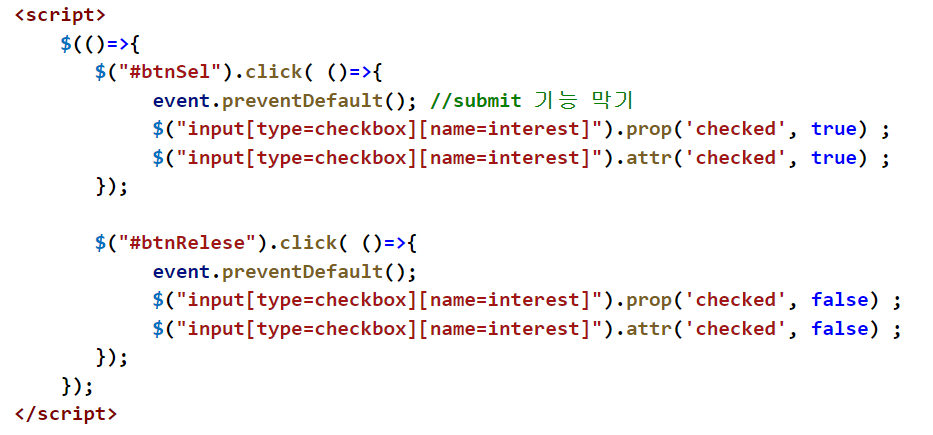 <script>
$(()=>{
$("#btnSel").click( ()=>{
event.preventDefault(); //submit 기능 막기
$("input[type=checkbox][name=interest]").prop('checked', true) ;
$("input[type=checkbox][name=interest]").attr('checked', true) ;
});
$("#btnRelese").click( ()=>{
event.preventDefault();
$("input[type=checkbox][name=interest]").prop('checked', false) ;
$("input[type=checkbox][name=interest]").attr('checked', false) ;
});
});
</script>